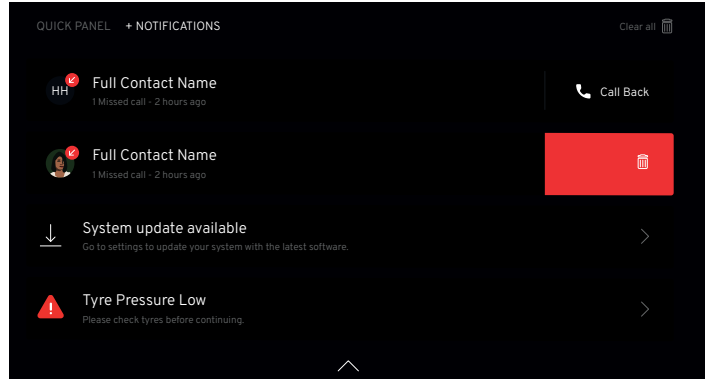 QUICK PANEL + NOTIFICATIONS Clear all
HH Full Contact Name
1 Missed call - 2 hours ago
Call Back
Full Contact Name
1 Missed call - 2 hours ago
System update available
Go to settings to update your system with the latest software.
Tyre Pressure Low
Please check tyres before continuing.